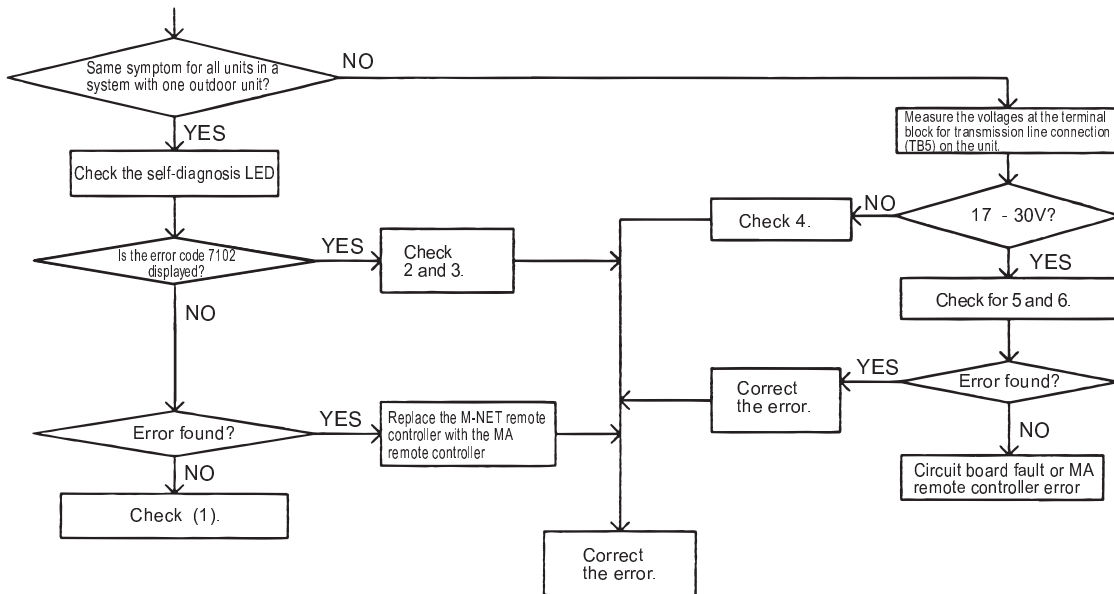 Same symptom for all units in a
system with one outdoor unit?
NO
YES
Measure the voltages at the terminal
block for transmission line connection
(TB5) on the unit.
Check the self-diagnosis LED
17 - 30V?
NO
Check 4.
YES
Is the error code 7102
displayed?
YES
Check
2 and 3.
NO
Check for 5 and 6.
Error found?
YES
Correct
the error.
NO
Circuit board fault or MA
remote controller error
Error found?
YES
Replace the M-NET remote
controller with the MA
remote controller
NO
Check (1).
Correct
the error.